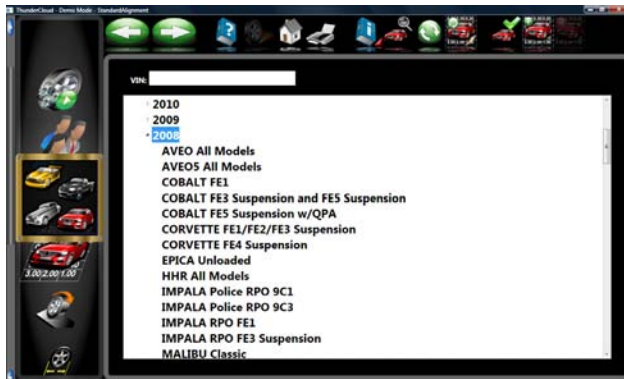 ThunderCloud - Demo Mode - StandardAlignment
VIN:
2010
2009
2008
AVEO All Models
AVEO5 All Models
COBALT FE1
COBALT FE3 Suspension and FE5 Suspension
COBALT FE5 Suspension w/QPA
CORVETTE FE1/FE2/FE3 Suspension
CORVETTE FE4 Suspension
EPICA Unloaded
HHR All Models
IMPALA Police RPO 9C1
IMPALA Police RPO 9C3
IMPALA RPO FE1
IMPALA RPO FE3 Suspension
MALIBU Classic
3.00 2.00 1.00